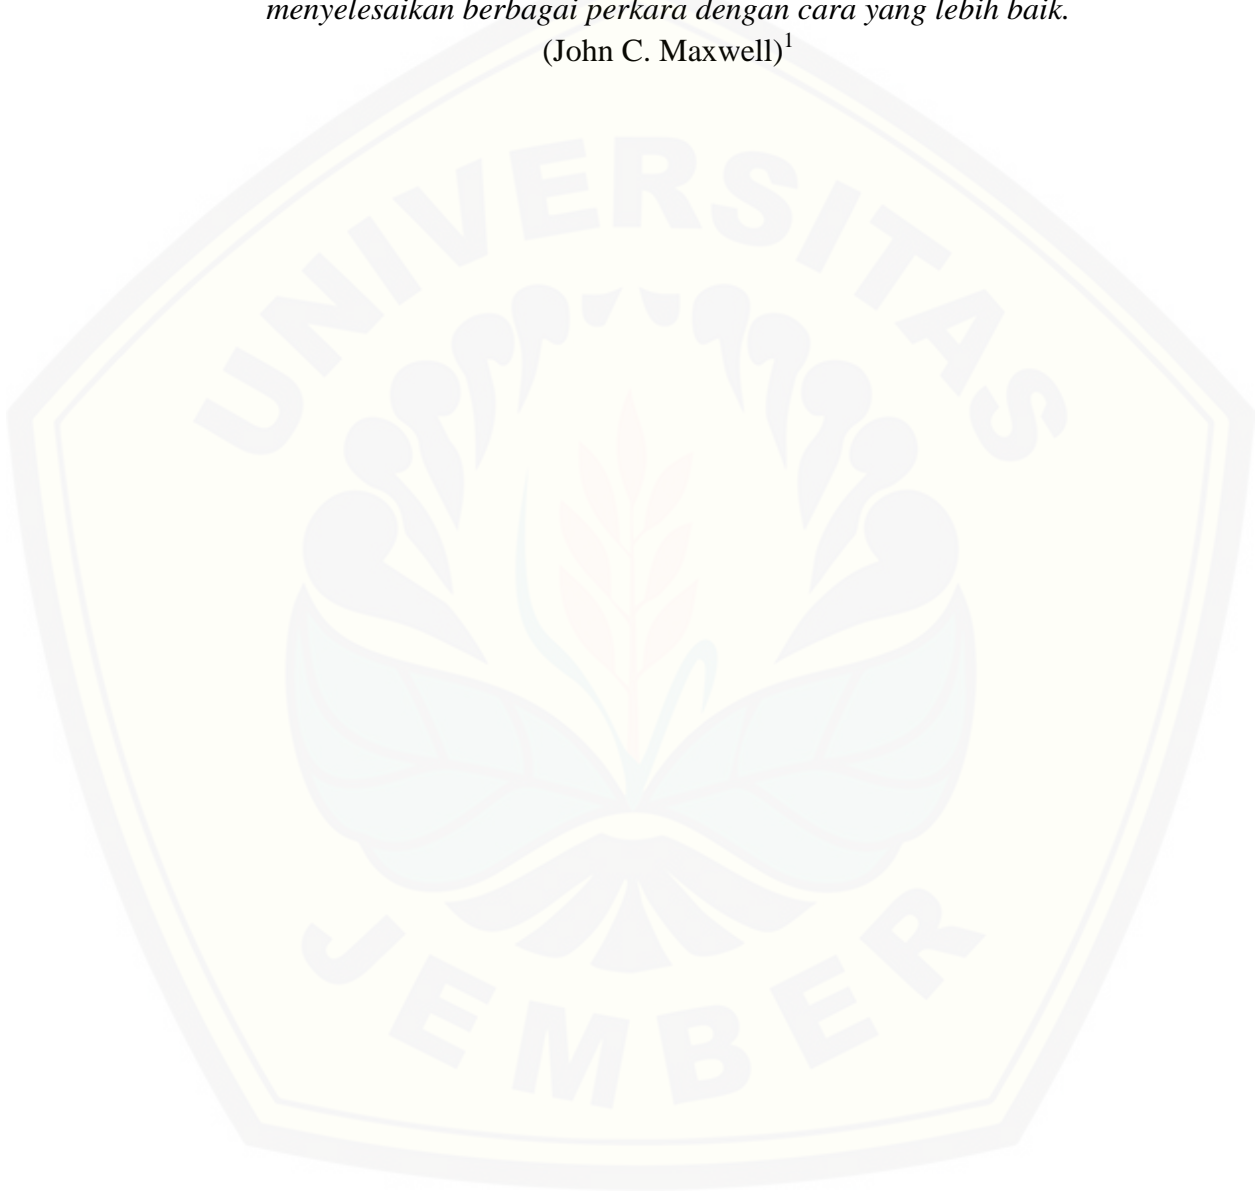 menyelesaikan berbagai perkara dengan cara yang lebih baik.
(John C. Maxwell)1
UNIVERSITAS
JEMBER